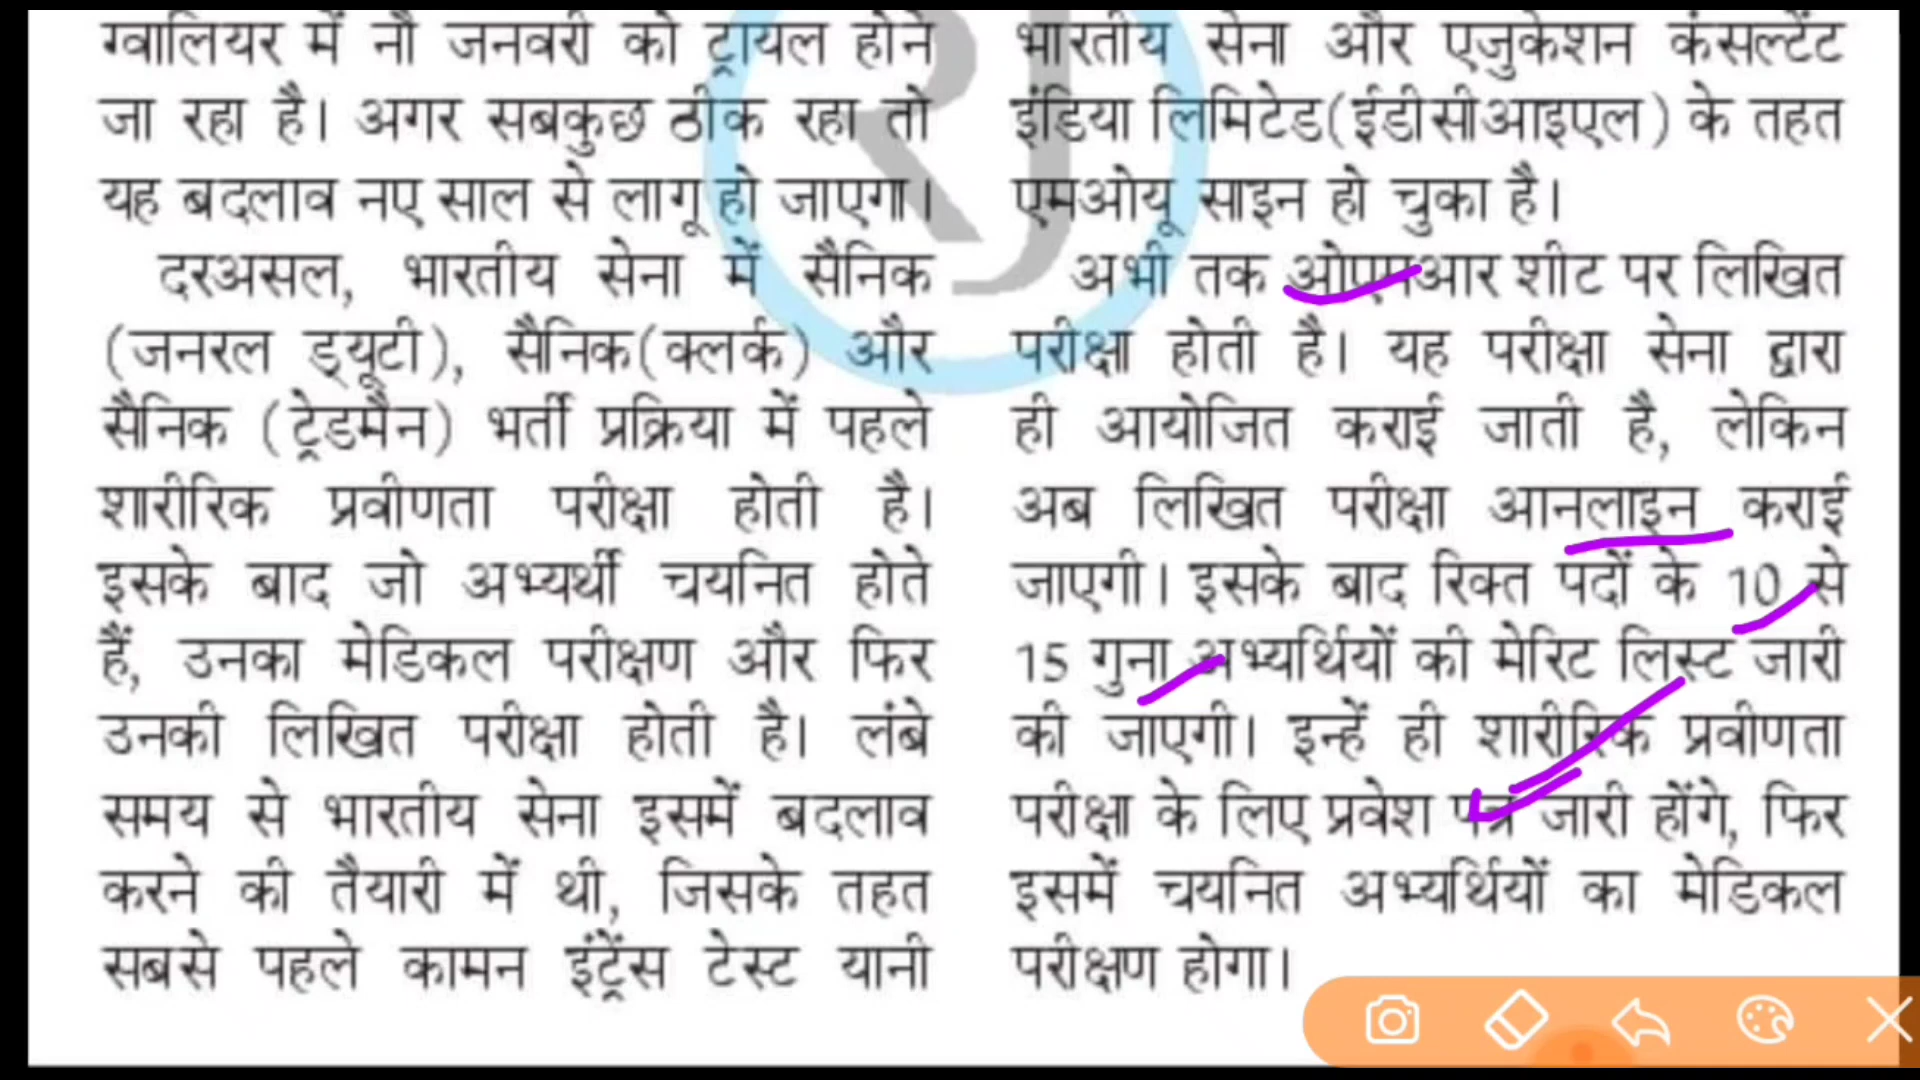 ग्वालियर में नौ जनवरी को ट्रायल होने
जा रहा है। अगर सबकुछ ठीक रहा तो
यह बदलाव नए साल से लागू हो जाएगा।
दरअसल, भारतीय सेना में सैनिक
(जनरल ड्यूटी), सैनिक(क्लर्क) और
सैनिक (ट्रेडमैन) भर्ती प्रक्रिया में पहले
शारीरिक प्रवीणता परीक्षा होती है।
इसके बाद जो अभ्यर्थी चयनित होते
हैं, उनका मेडिकल परीक्षण और फिर
उनकी लिखित परीक्षा होती है। लंबे
समय से भारतीय सेना इसमें बदलाव
करने की तैयारी में थी, जिसके तहत
सबसे पहले कामन इंट्रेंस टेस्ट यानी
भारतीय सेना और एजुकेशन कंसल्टेंट
इंडिया लिमिटेड(ईडीसीआइएल) के तहत
एमओयू साइन हो चुका है।
अभी तक ओएमआर शीट पर लिखित
परीक्षा होती है। यह परीक्षा सेना द्वारा
ही आयोजित कराई जाती है, लेकिन
अब लिखित परीक्षा आनलाइन कराई
जाएगी। इसके बाद रिक्त पदों के 10 से
15 गुना अभ्यर्थियों की मेरिट लिस्ट जारी
की जाएगी। इन्हें ही शारीरिक प्रवीणता
परीक्षा के लिए प्रवेश पत्र जारी होंगे, फिर
इसमें चयनित अभ्यर्थियों का मेडिकल
परीक्षण होगा।
RJ